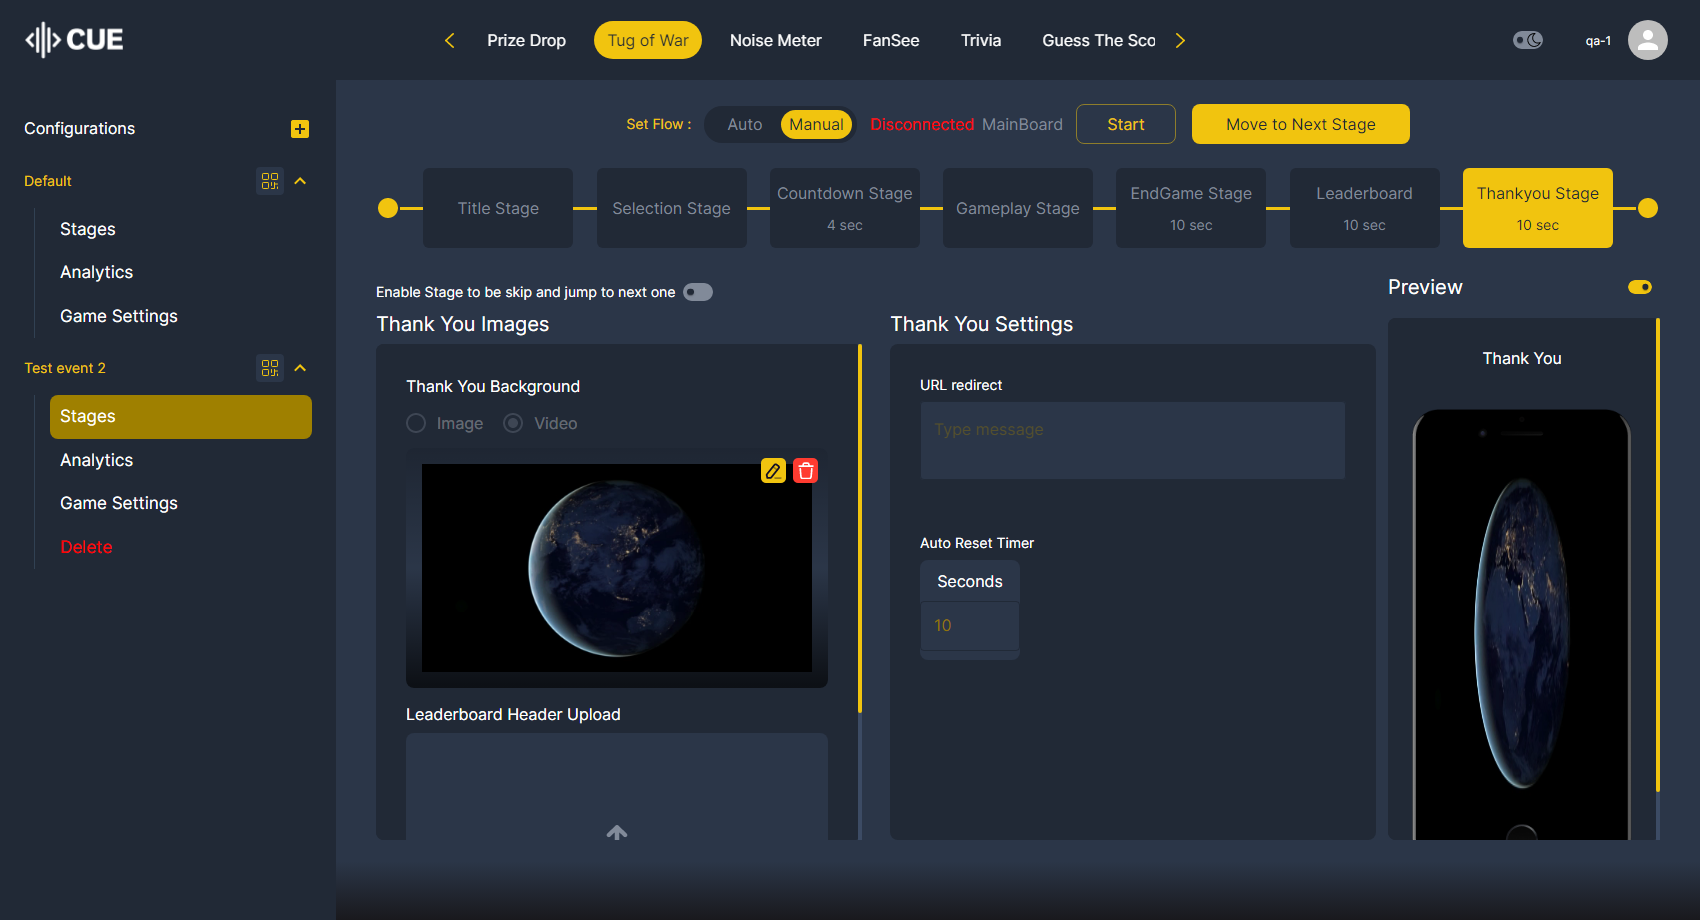 CUE
Prize Drop
Tug of War
Noise Meter
FanSee
Trivia
Guess The Sco
qa-1
Configurations
Default
Stages
Analytics
Game Settings
Test event 2
Stages
Analytics
Game Settings
Delete
Set Flow :
Auto
Manual
Disconnected MainBoard
Start
Move to Next Stage
Title Stage
Selection Stage
Countdown Stage
4 sec
Gameplay Stage
EndGame Stage
10 sec
Leaderboard
10 sec
Thankyou Stage
10 sec
Enable Stage to be skip and jump to next one
Thank You Images
Thank You Background
Image
Video
Leaderboard Header Upload
Thank You Settings
URL redirect
Type message
Auto Reset Timer
Seconds
10
Preview
Thank You